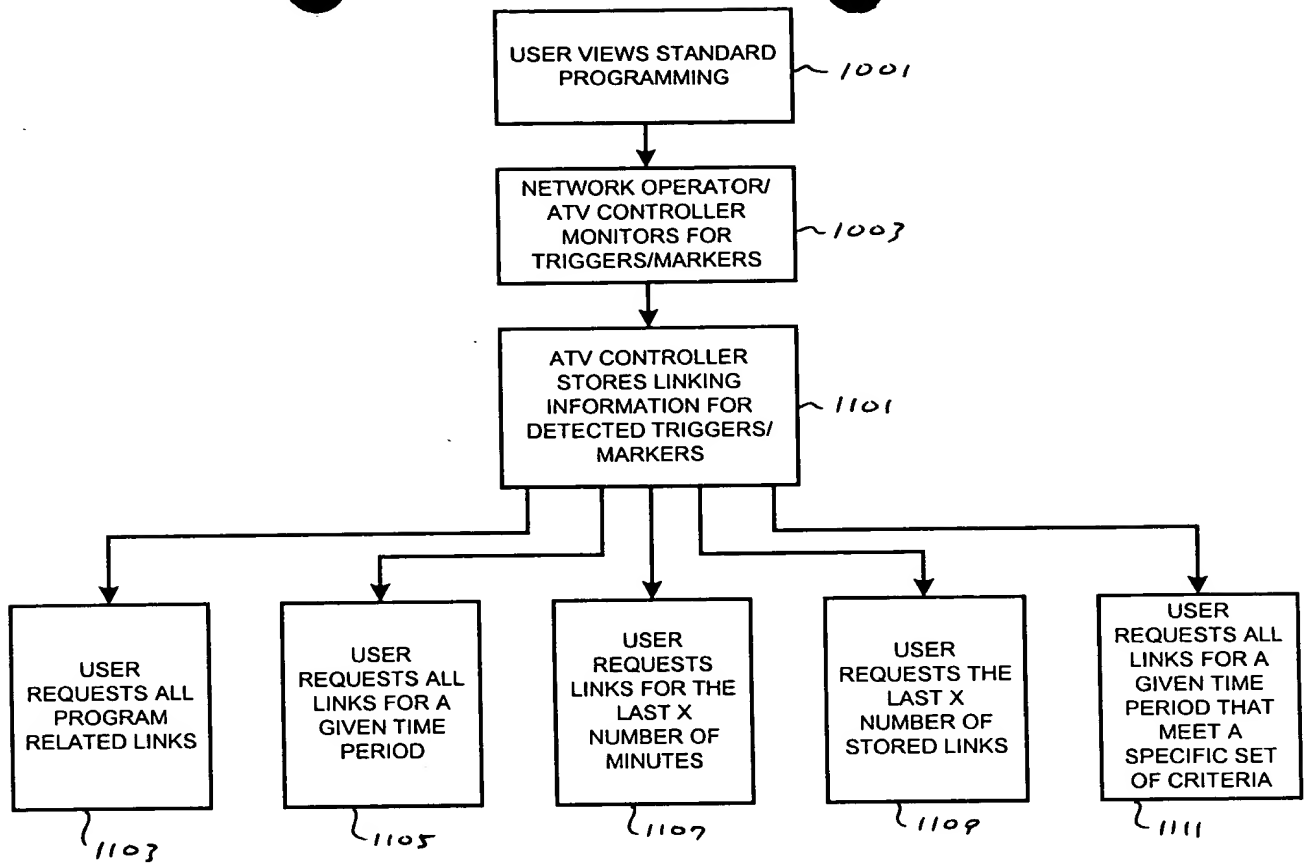 USER VIEWS STANDARD
PROGRAMMING
1001
NETWORK OPERATOR/
ATV CONTROLLER
MONITORS FOR
TRIGGERS/MARKERS
1003
ATV CONTROLLER
STORES LINKING
INFORMATION FOR
DETECTED TRIGGERS/
MARKERS
1101
USER
REQUESTS ALL
PROGRAM
RELATED LINKS
1103
USER
REQUESTS ALL
LINKS FOR A
GIVEN TIME
PERIOD
1105
USER
REQUESTS
LINKS FOR THE
LAST X
NUMBER OF
MINUTES
1107
USER
REQUESTS THE
LAST X
NUMBER OF
STORED LINKS
1109
USER
REQUESTS ALL
LINKS FOR A
GIVEN TIME
PERIOD THAT
MEET A
SPECIFIC SET
OF CRITERIA
1111